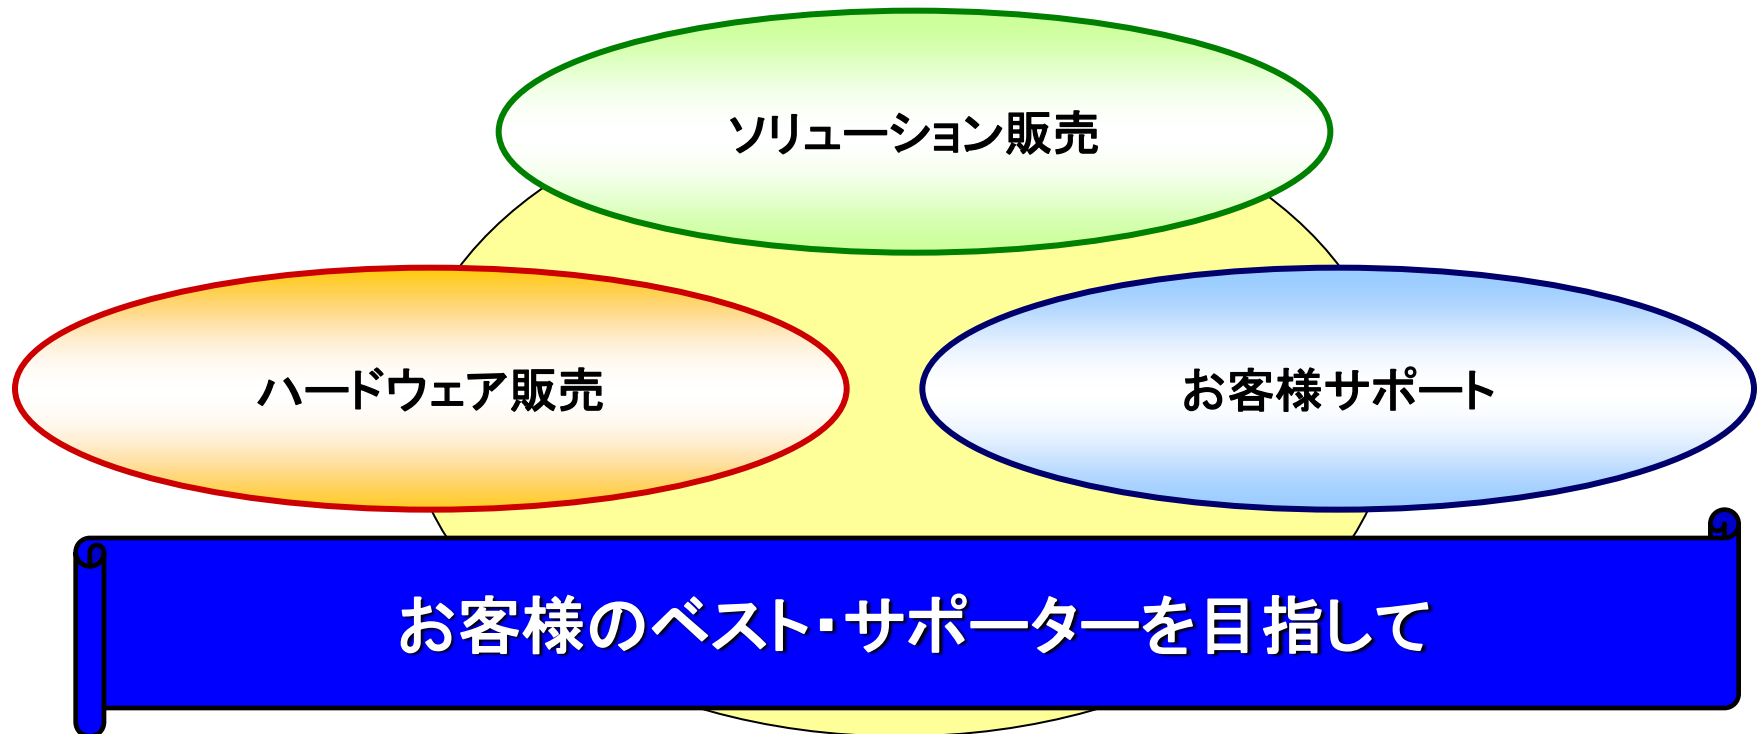 ソリューション販売
ハードウェア販売
お客様サポート
お客様のベスト・サポーターを目指して